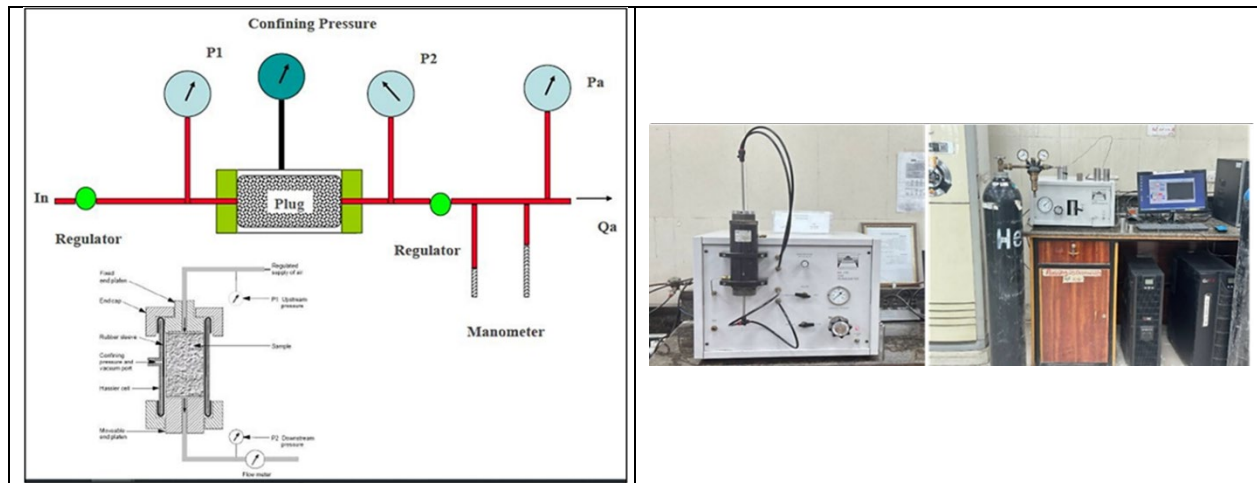 Confining Pressure
P1
P2
Pa
In
Plug
Qa
Regulator
Regulator
Manometer
Fixed
end platen
Regulated
supply of air
End cap
P1 Upstream
pressure
Rubber sleeve
Sample
Confining
pressure and
vacuum port
Hassler cell
Moveable
end platen
P2 Downstream
pressure
Flow meter
He